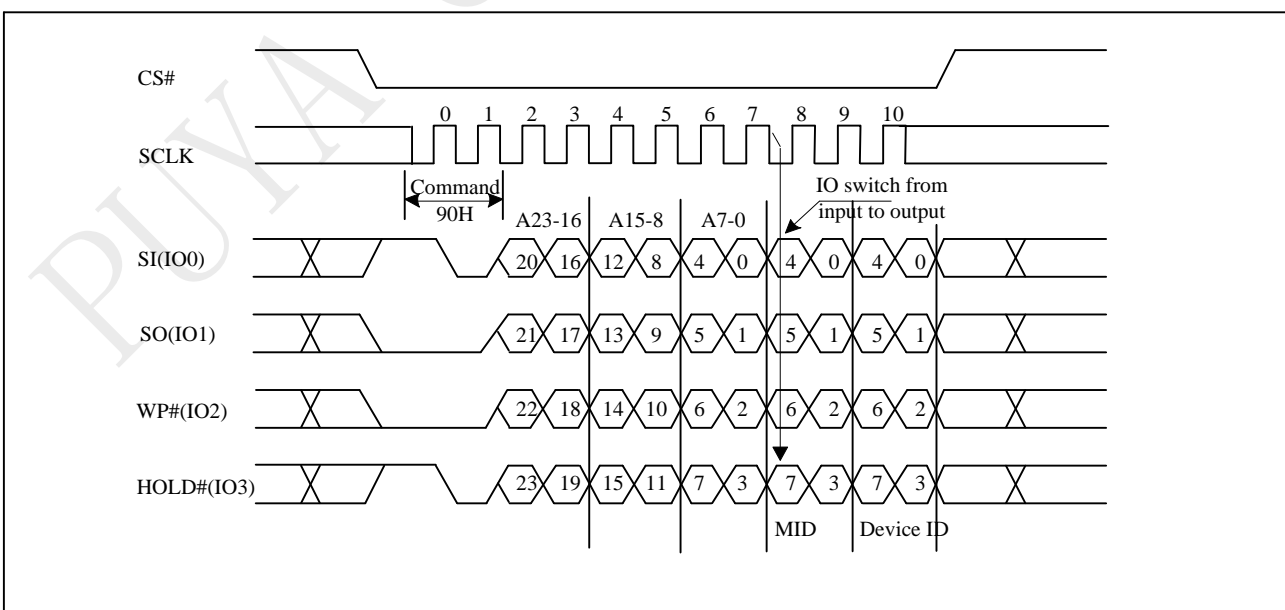 CS#
0 1 2 3 4 5 6 7 8 9 10
SCLK
Command
90H
IO switch from
input to output
A23-16 A15-8 A7-0
SI(IO0) 20 16 12 8 4 0 4 0 4 0
SO(IO1) 21 17 13 9 5 1 5 1 5 1
WP#(IO2) 22 18 14 10 6 2 6 2 6 2
HOLD#(IO3) 23 19 15 11 7 3 7 3 7 3
MID Device ID
PUYA